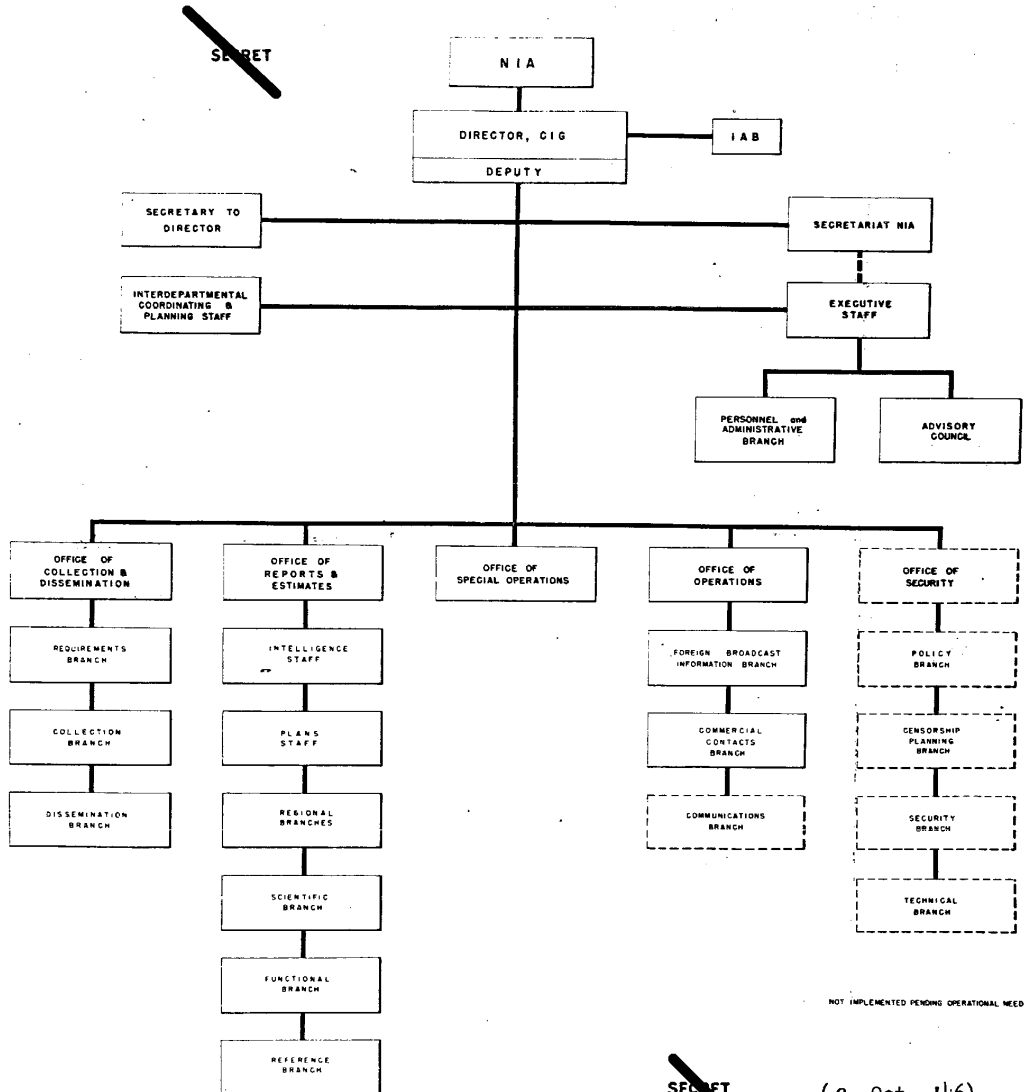 SECRET
NIA
DIRECTOR, CIG
DEPUTY
IAB
SECRETARY TO
DIRECTOR
SECRETARIAT NIA
INTERDEPARTMENTAL
COORDINATING &
PLANNING STAFF
EXECUTIVE
STAFF
PERSONNEL and
ADMINISTRATIVE
BRANCH
ADVISORY
COUNCIL
OFFICE OF
COLLECTION &
DISSEMINATION
REQUIREMENTS
BRANCH
COLLECTION
BRANCH
DISSEMINATION
BRANCH
OFFICE OF
REPORTS &
ESTIMATES
INTELLIGENCE
STAFF
PLANS
STAFF
REGIONAL
BRANCHES
SCIENTIFIC
BRANCH
FUNCTIONAL
BRANCH
REFERENCE
BRANCH
OFFICE OF
SPECIAL OPERATIONS
OFFICE OF
OPERATIONS
FOREIGN BROADCAST
INFORMATION BRANCH
COMMERCIAL
CONTACTS
BRANCH
COMMUNICATIONS
BRANCH
OFFICE OF
SECURITY
POLICY
BRANCH
CENSORSHIP
PLANNING
BRANCH
SECURITY
BRANCH
TECHNICAL
BRANCH
NOT IMPLEMENTED PENDING OPERATIONAL NEED
SECRET
Oct '46)